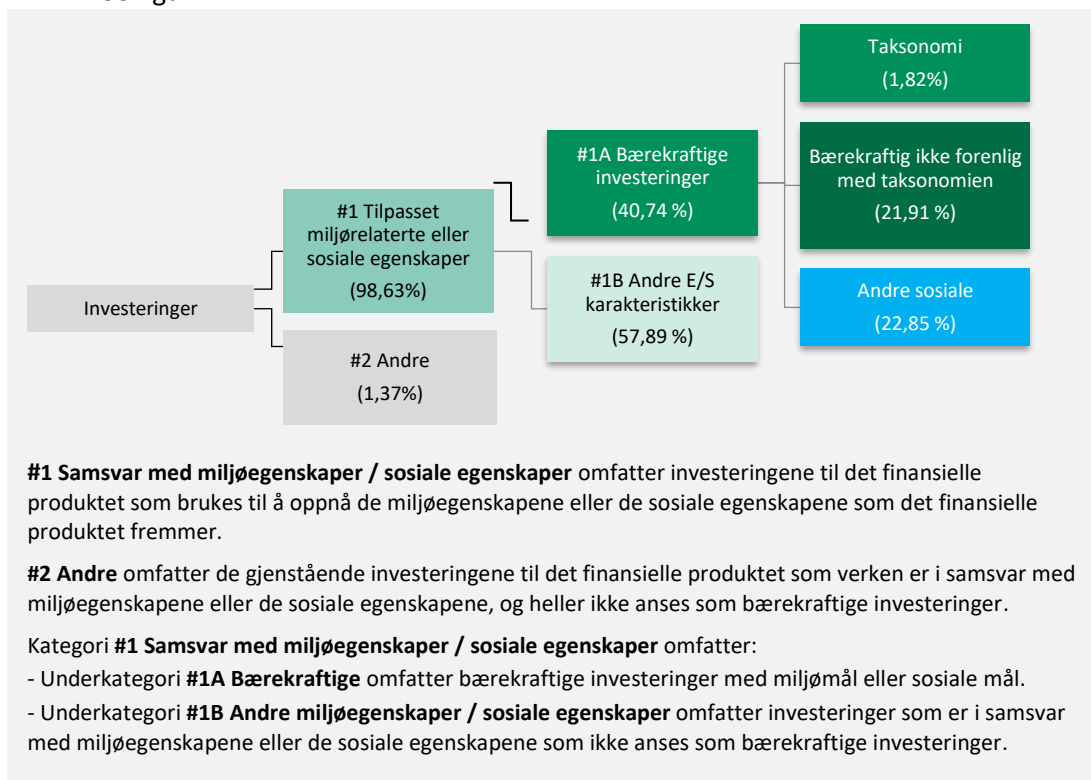 Taksonomi
(1,82%)
#1A Bærekraftige
investeringer
(40,74 %)
Bærekraftig ikke forenlig
med taksonomien
(21,91 %)
#1 Tilpasset
miljørelaterte eller
sosiale egenskaper
(98,63%)
Investeringer
#1B Andre E/S
karakteristikker
(57,89 %)
Andre sosiale
(22,85 %)
#2 Andre
(1,37%)
#1 Samsvar med miljøegenskaper / sosiale egenskaper omfatter investeringene til det finansielle
produktet som brukes til å oppnå de miljøegenskapene eller de sosiale egenskapene som det finansielle
produktet fremmer.
#2 Andre omfatter de gjenstående investeringene til det finansielle produktet som verken er i samsvar med
miljøegenskapene eller de sosiale egenskapene, og heller ikke anses som bærekraftige investeringer.
Kategori #1 Samsvar med miljøegenskaper / sosiale egenskaper omfatter:
- Underkategori #1A Bærekraftige omfatter bærekraftige investeringer med miljømål eller sosiale mål.
- Underkategori #1B Andre miljøegenskaper / sosiale egenskaper omfatter investeringer som er i samsvar
med miljøegenskapene eller de sosiale egenskapene som ikke anses som bærekraftige investeringer.